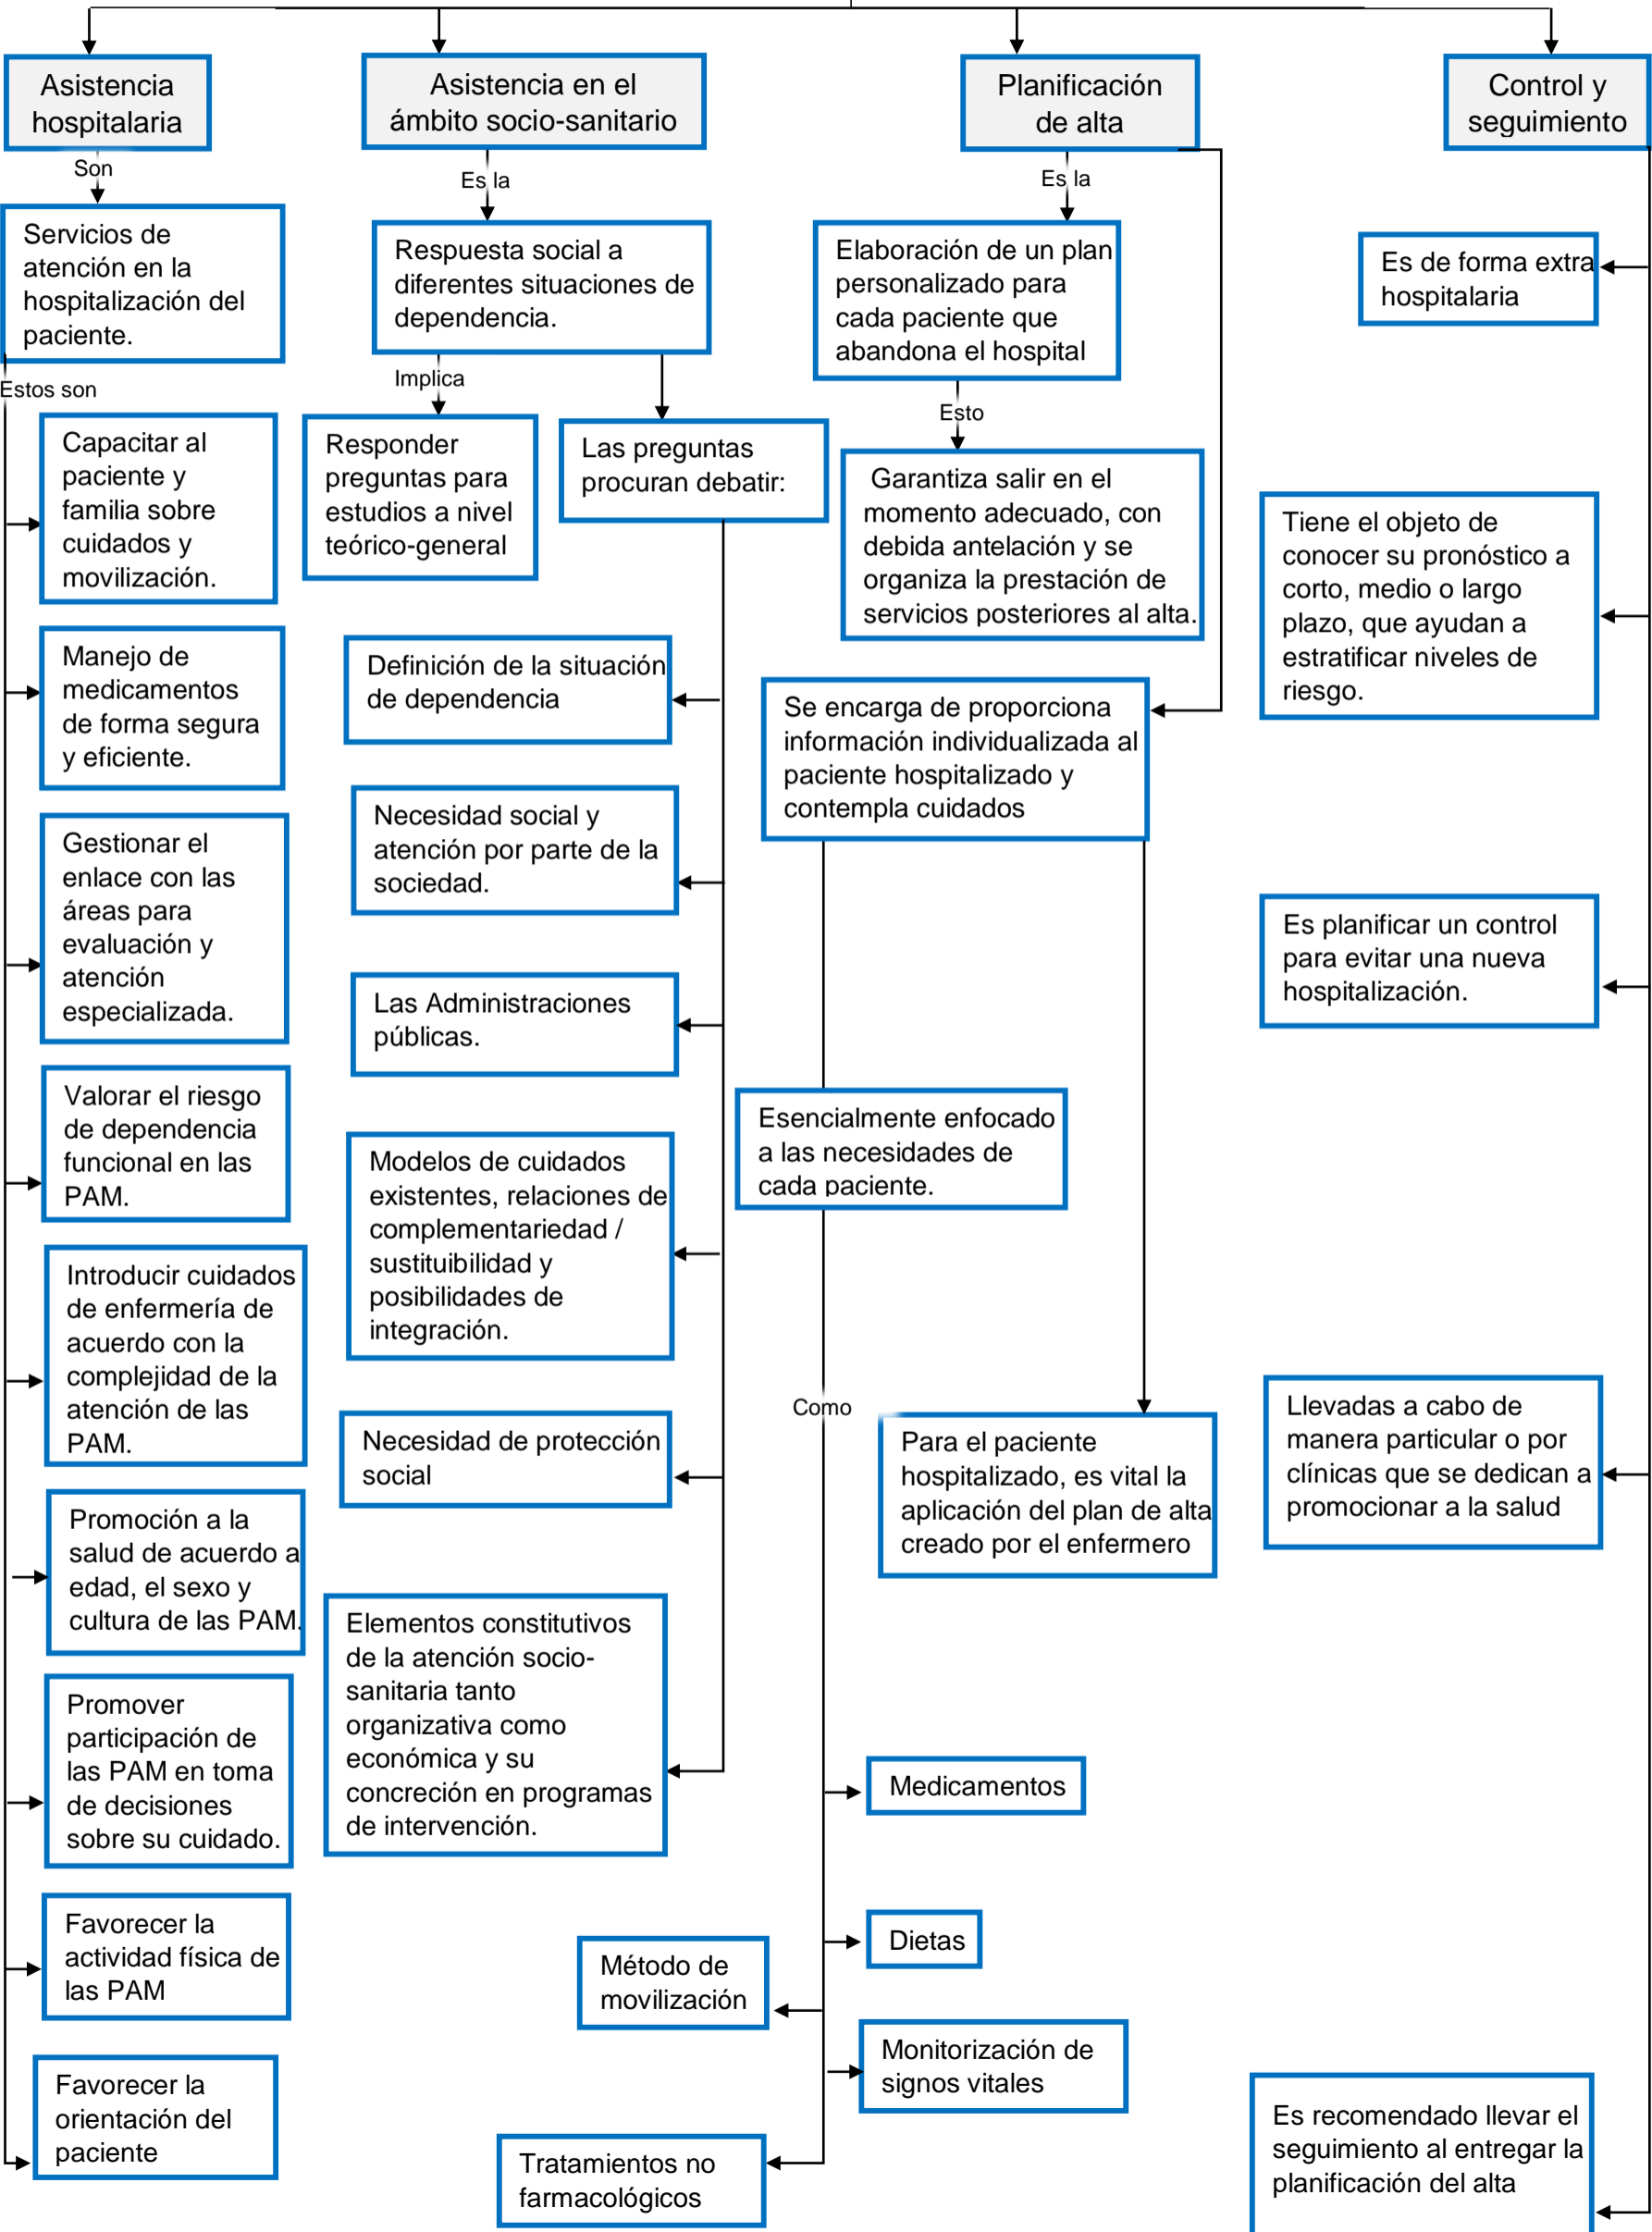 Asistencia
hospitalaria
Son
Servicios de
atención en la
hospitalización del
paciente.
Estos son
Capacitar al
paciente y
familia sobre
cuidados y
movilización.
Manejo de
medicamentos
de forma segura
y eficiente.
Gestionar el
enlace con las
áreas para
evaluación y
atención
especializada.
Valorar el riesgo
de dependencia
funcional en las
PAM.
Introducir cuidados
de enfermería de
acuerdo con la
complejidad de la
atención de las
PAM.
Promoción a la
salud de acuerdo a
edad, el sexo y
cultura de las PAM.
Promover
participación de
las PAM en toma
de decisiones
sobre su cuidado.
Favorecer la
actividad física de
las PAM
Favorecer la
orientación del
paciente
Asistencia en el
ámbito socio-sanitario
Es la
Respuesta social a
diferentes situaciones de
dependencia.
Implica
Responder
preguntas para
estudios a nivel
teórico-general
Las preguntas
procuran debatir:
Definición de la situación
de dependencia
Necesidad social y
atención por parte de la
sociedad.
Las Administraciones
públicas.
Modelos de cuidados
existentes, relaciones de
complementariedad /
sustituibilidad y
posibilidades de
integración.
Necesidad de protección
social
Elementos constitutivos
de la atención socio-
sanitaria tanto
organizativa como
económica y su
concreción en programas
de intervención.
Planificación
de alta
Es la
Elaboración de un plan
personalizado para
cada paciente que
abandona el hospital
Esto
Garantiza salir en el
momento adecuado, con
debida antelación y se
organiza la prestación de
servicios posteriores al alta.
Se encarga de proporciona
información individualizada al
paciente hospitalizado y
contempla cuidados
Esencialmente enfocado
a las necesidades de
cada paciente.
Como
Para el paciente
hospitalizado, es vital la
aplicación del plan de alta
creado por el enfermero
Medicamentos
Dietas
Método de
movilización
Monitorización de
signos vitales
Tratamientos no
farmacológicos
Control y
seguimiento
Es de forma extra
hospitalaria
Tiene el objeto de
conocer su pronóstico a
corto, medio o largo
plazo, que ayudan a
estratificar niveles de
riesgo.
Es planificar un control
para evitar una nueva
hospitalización.
Llevadas a cabo de
manera particular o por
clínicas que se dedican a
promocionar a la salud
Es recomendado llevar el
seguimiento al entregar la
planificación del alta